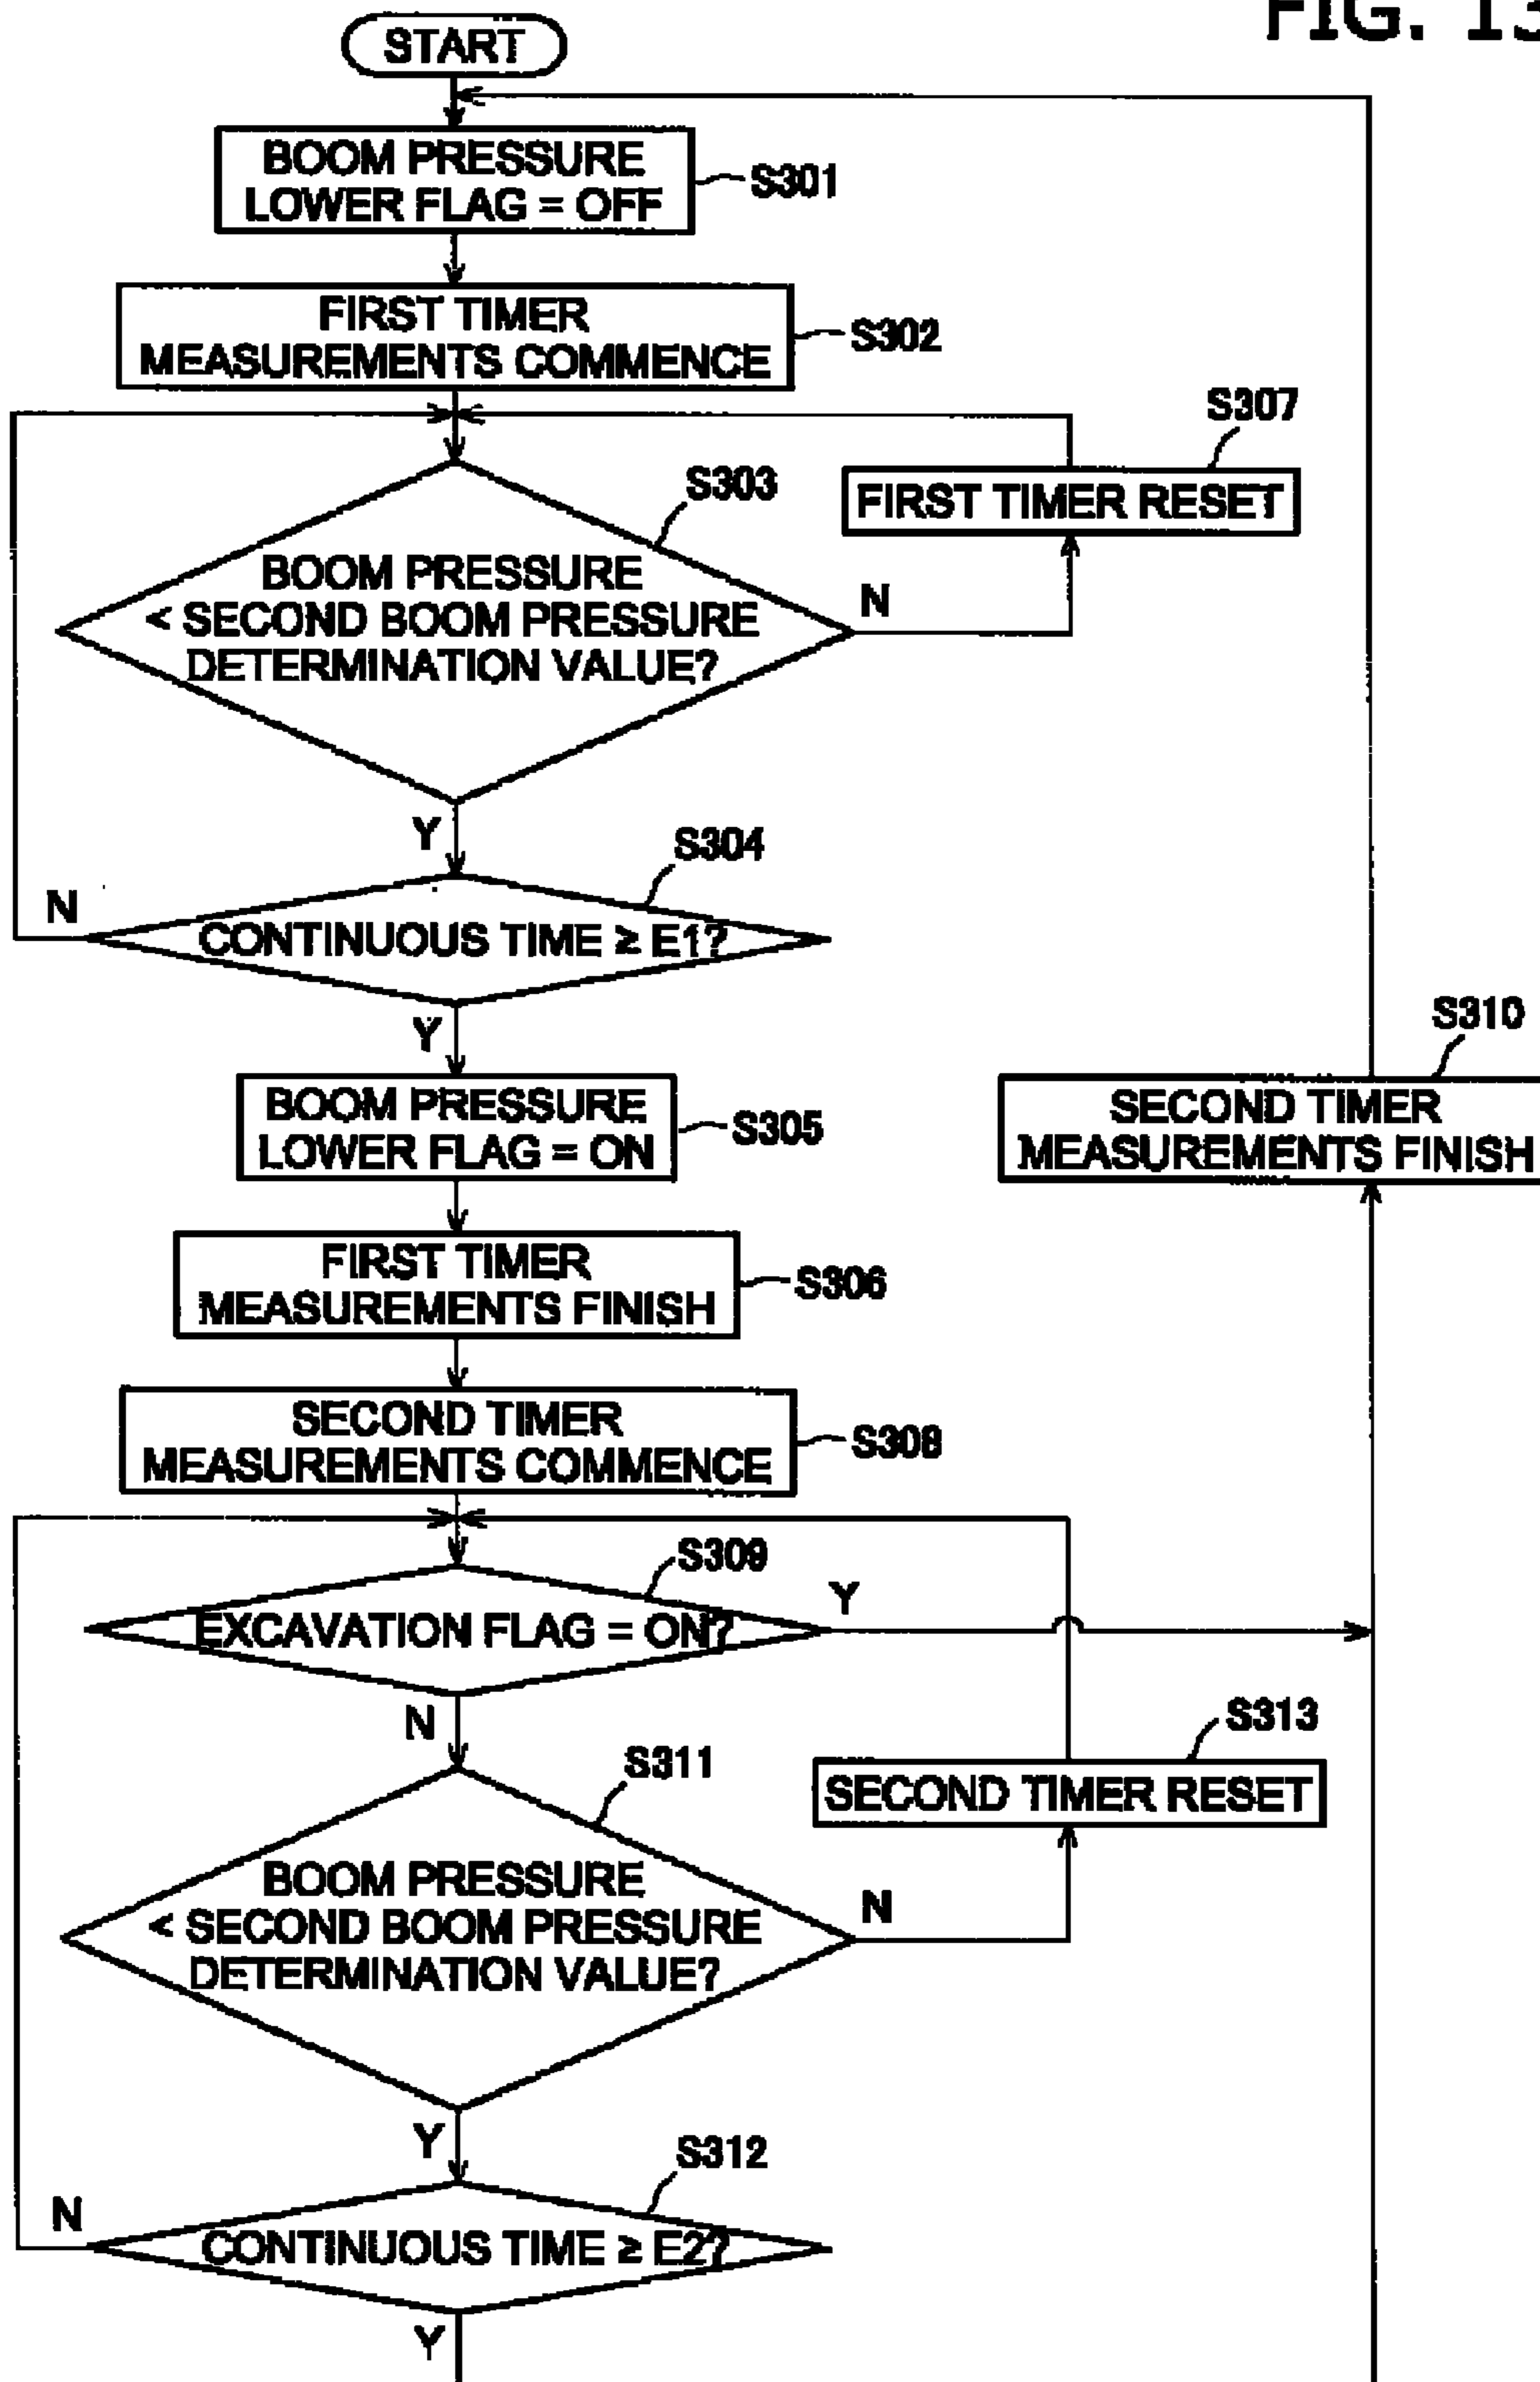 FIG. 13
START
BOOM PRESSURE
LOWER FLAG = OFF
S301
FIRST TIMER
MEASUREMENTS COMMENCE
S302
S307
FIRST TIMER RESET
S303
BOOM PRESSURE
< SECOND BOOM PRESSURE
DETERMINATION VALUE?
N
Y
S304
N
CONTINUOUS TIME ≥ E1?
Y
BOOM PRESSURE
LOWER FLAG = ON
S305
S310
SECOND TIMER
MEASUREMENTS FINISH
FIRST TIMER
MEASUREMENTS FINISH
S306
SECOND TIMER
MEASUREMENTS COMMENCE
S308
S309
EXCAVATION FLAG = ON?
Y
N
S313
SECOND TIMER RESET
S311
BOOM PRESSURE
< SECOND BOOM PRESSURE
DETERMINATION VALUE?
N
Y
S312
N
CONTINUOUS TIME ≥ E2?
Y